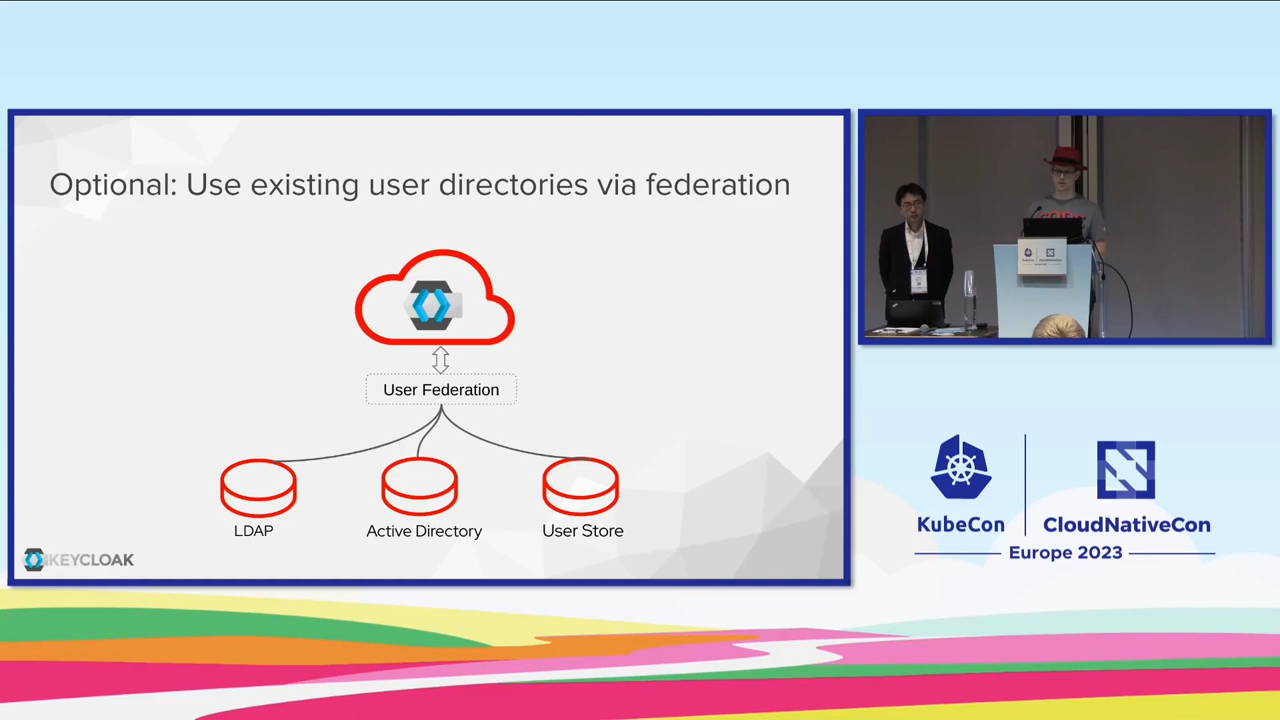 Optional: Use existing user directories via federation
User Federation
LDAP
Active Directory
User Store
KEYCLOAK
KubeCon
CloudNativeCon
Europe 2023